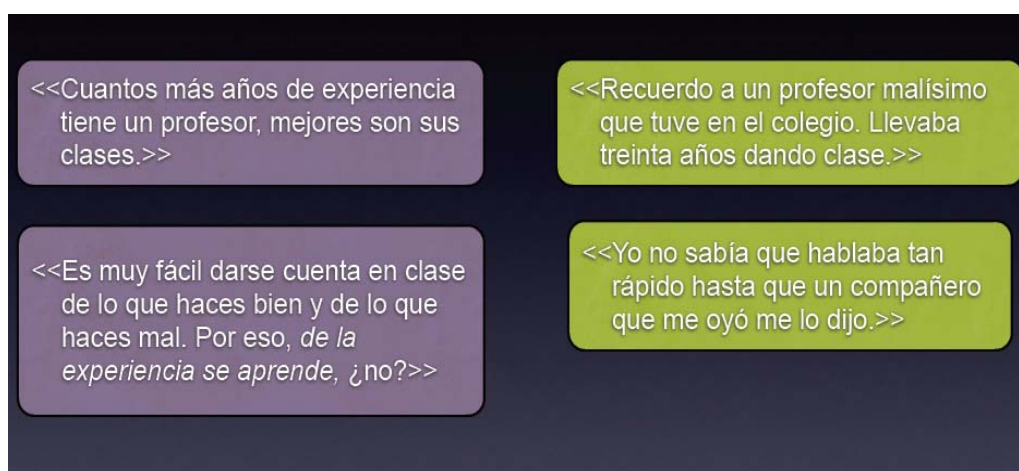 <<Cuantos más años de experiencia
tiene un profesor, mejores son sus
clases.>>
<<Recuerdo a un profesor malísimo
que tuve en el colegio. Llevaba
treinta años dando clase.>>
<<Es muy fácil darse cuenta en clase
de lo que haces bien y de lo que
haces mal. Por eso, de la
experiencia se aprende, ¿no?>>
<<Yo no sabía que hablaba tan
rápido hasta que un compañero
que me oyó me lo dijo.>>